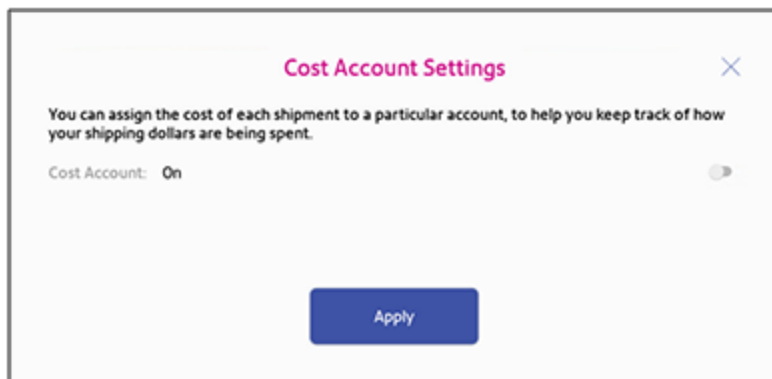 Cost Account Settings
You can assign the cost of each shipment to a particular account, to help you keep track of how
your shipping dollars are being spent.
Cost Account: On
Apply